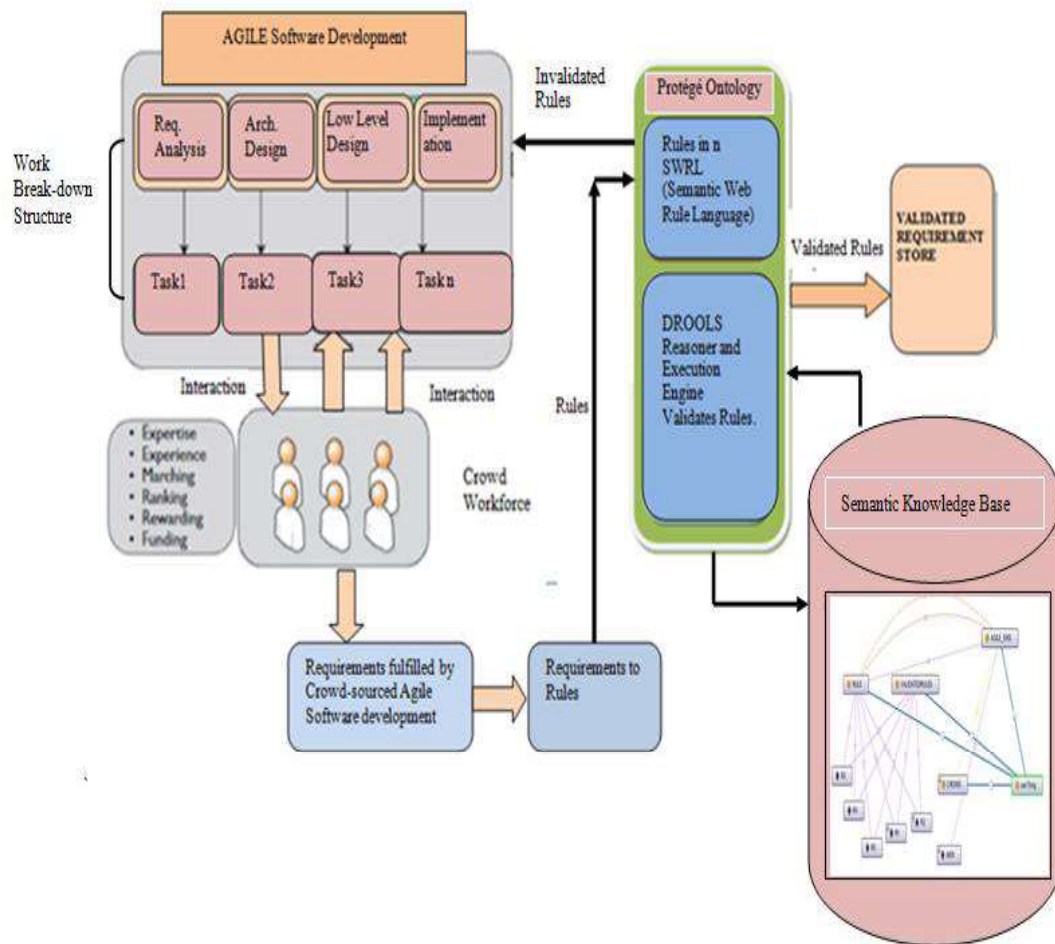 AGILE Software Development
Req.
Analysis
Arch.
Design
Low Level
Design
Implement
ation
Work
Break-down
Structure
Task1
Task2
Task3
Task n
Interaction
Interaction
• Expertise
• Experience
• Marching
• Ranking
• Rewarding
• Funding
Crowd
Workforce
Requirements fulfilled by
Crowd-sourced Agile
Software development
Requirements to
Rules
Rules
Invalidated
Rules
Protégé Ontology
Rules in n
SWRL
(Semantic Web
Rule Language)
DROOLS
Reasoner and
Execution
Engine
Validates Rules.
Validated Rules
VALIDATED
REQUIREMENT
STORE
Semantic Knowledge Base
RULE